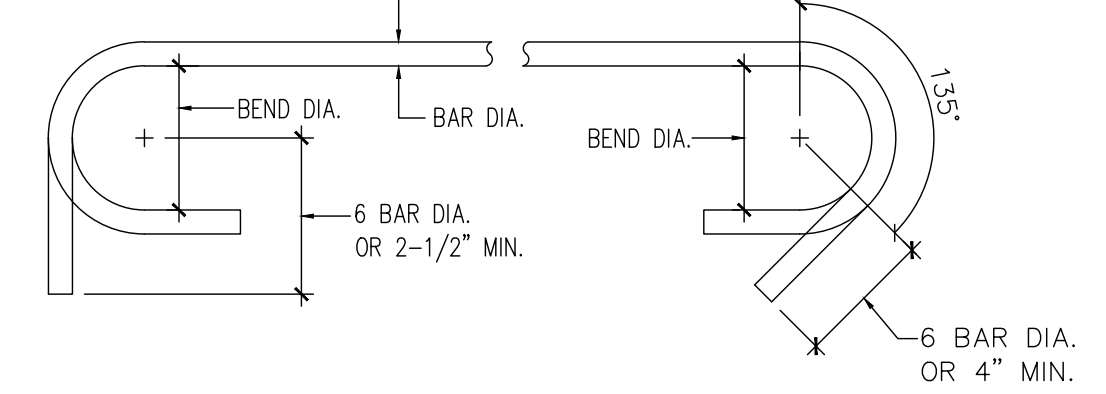 135°
BEND DIA.
BAR DIA.
BEND DIA.
6 BAR DIA.
OR 2-1/2" MIN.
6 BAR DIA.
OR 4" MIN.